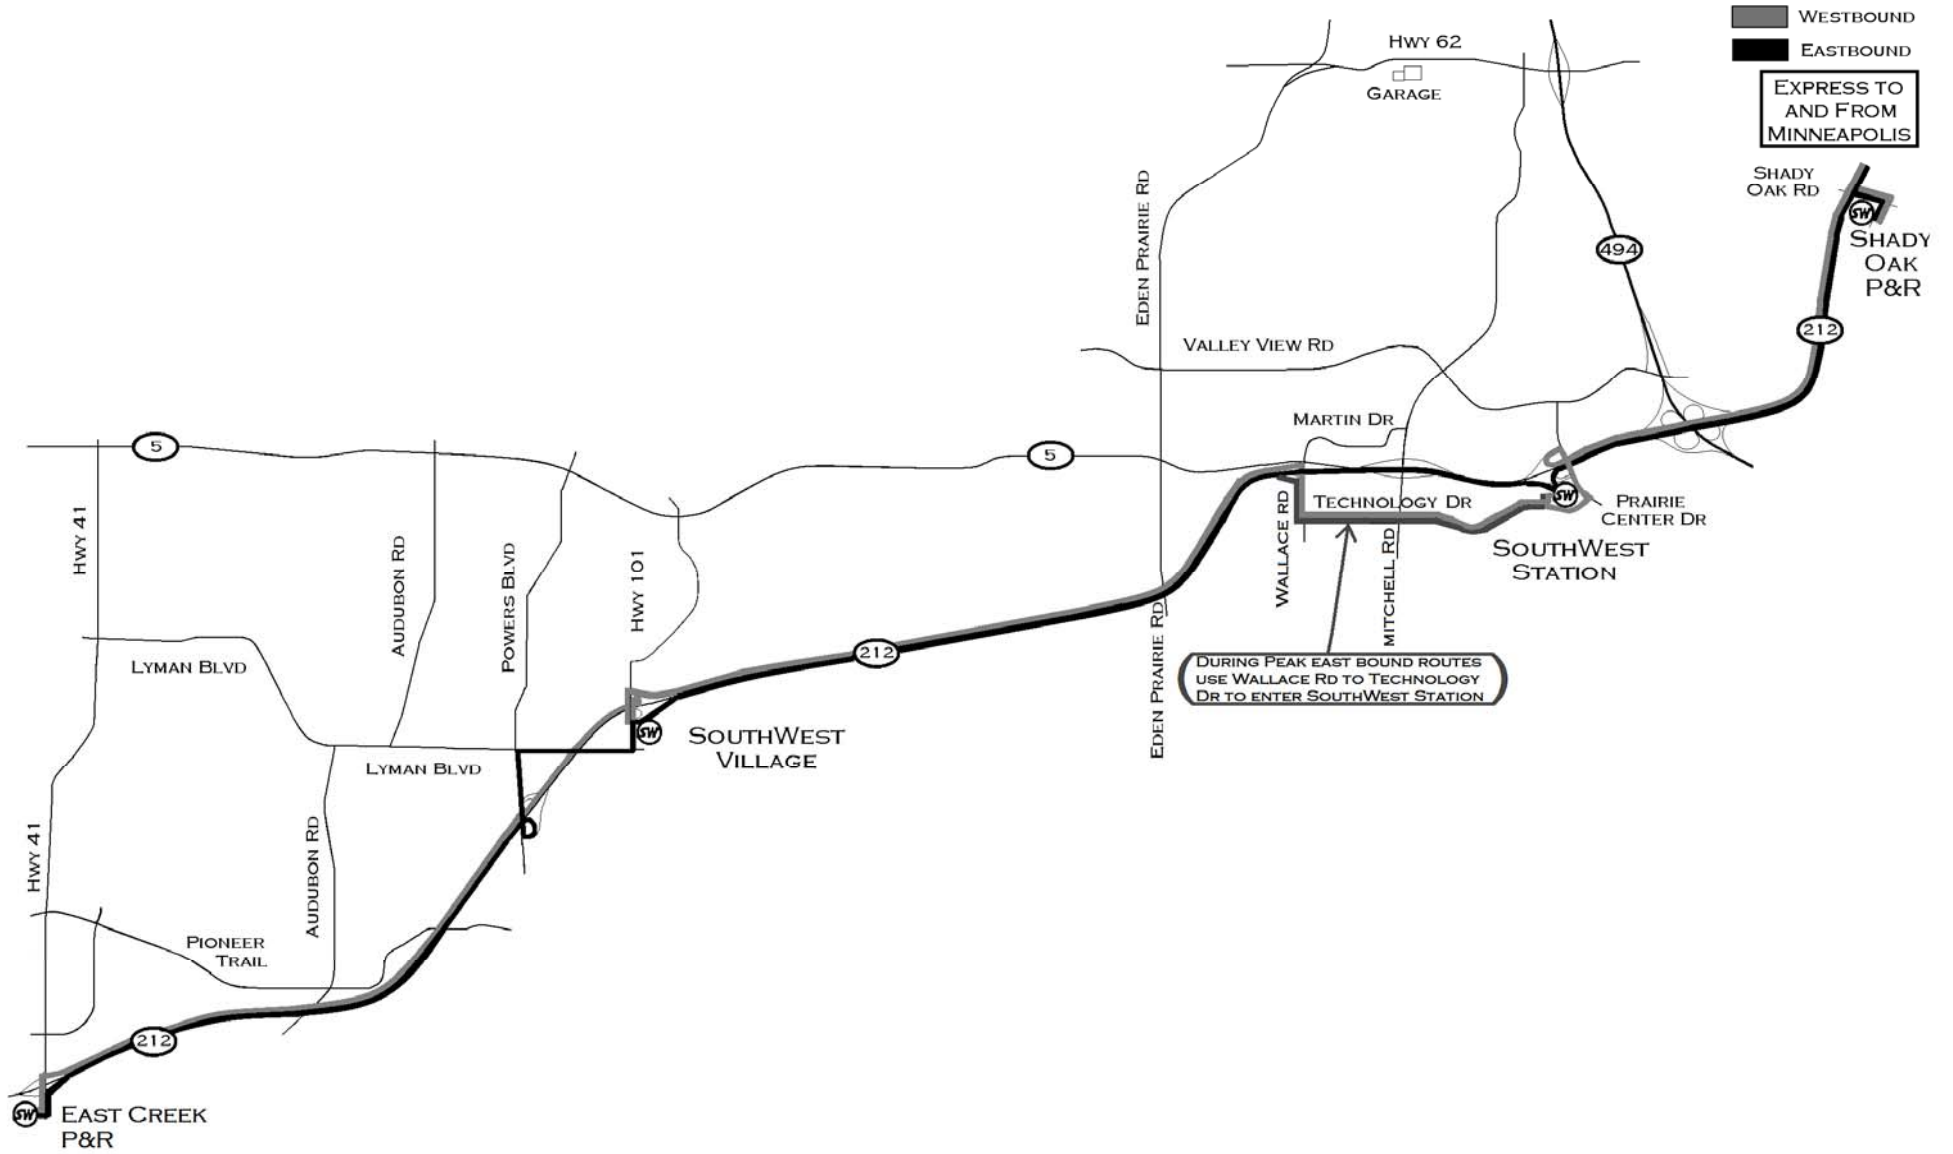 WESTBOUND
EASTBOUND
EXPRESS TO
AND FROM
MINNEAPOLIS
HWY 62
GARAGE
SHADY
OAK RD
SW
SHADY
OAK
P&R
EDEN PRAIRIE RD
494
212
VALLEY VIEW RD
MARTIN DR
5
5
TECHNOLOGY DR
SW
PRAIRIE
CENTER DR
SOUTHWEST
STATION
WALLACE RD
MITCHELL RD
HWY 41
AUDUBON RD
POWERS BLVD
HWY 101
EDEN PRAIRIE RD
212
DURING PEAK EAST BOUND ROUTES
USE WALLACE RD TO TECHNOLOGY
DR TO ENTER SOUTHWEST STATION
LYMAN BLVD
SW
SOUTHWEST
VILLAGE
LYMAN BLVD
HWY 41
AUDUBON RD
PIONEER
TRAIL
212
SW
EAST CREEK
P&R